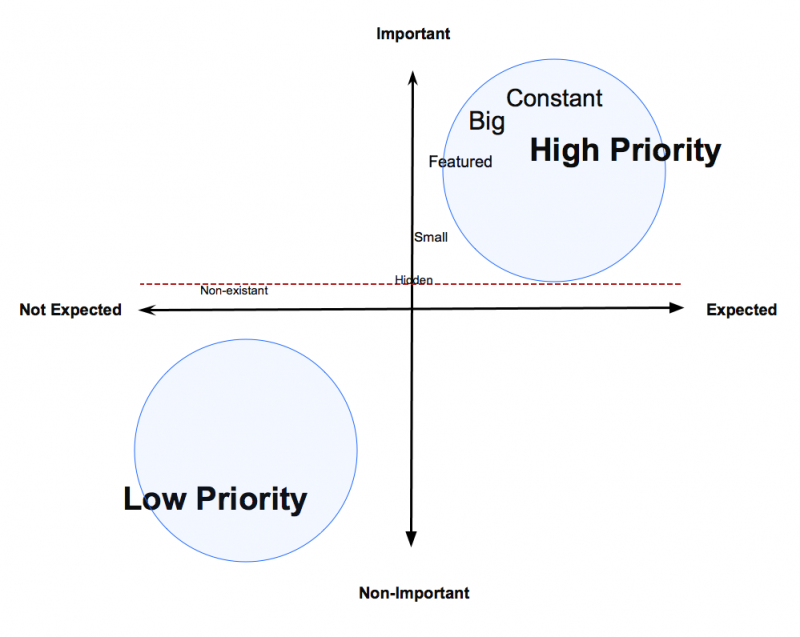 Important
Constant
Big
High Priority
Featured
Small
Hidden
Non-existant
Not Expected
Expected
Low Priority
Non-Important